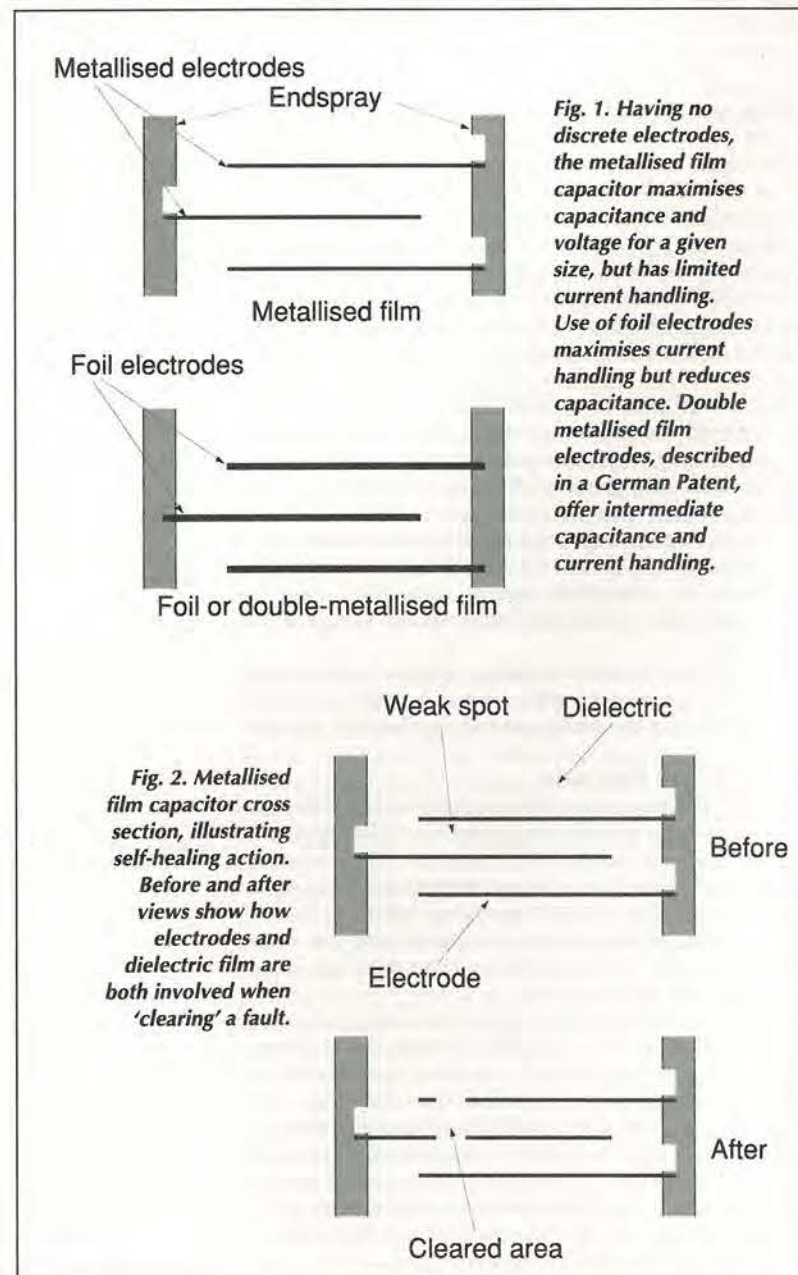 Metallised electrodes
Endspray
Metallised film
Fig. 1. Having no
discrete electrodes,
the metallised film
capacitor maximises
capacitance and
voltage for a given
size, but has limited
current handling.
Use of foil electrodes
maximises current
handling but reduces
capacitance. Double
metallised film
electrodes, described
in a German Patent,
offer intermediate
capacitance and
current handling.
Foil electrodes
Foil or double-metallised film
Fig. 2. Metallised
film capacitor cross
section, illustrating
self-healing action.
Before and after
views show how
electrodes and
dielectric film are
both involved when
‘clearing’ a fault.
Weak spot
Dielectric
Before
Electrode
After
Cleared area